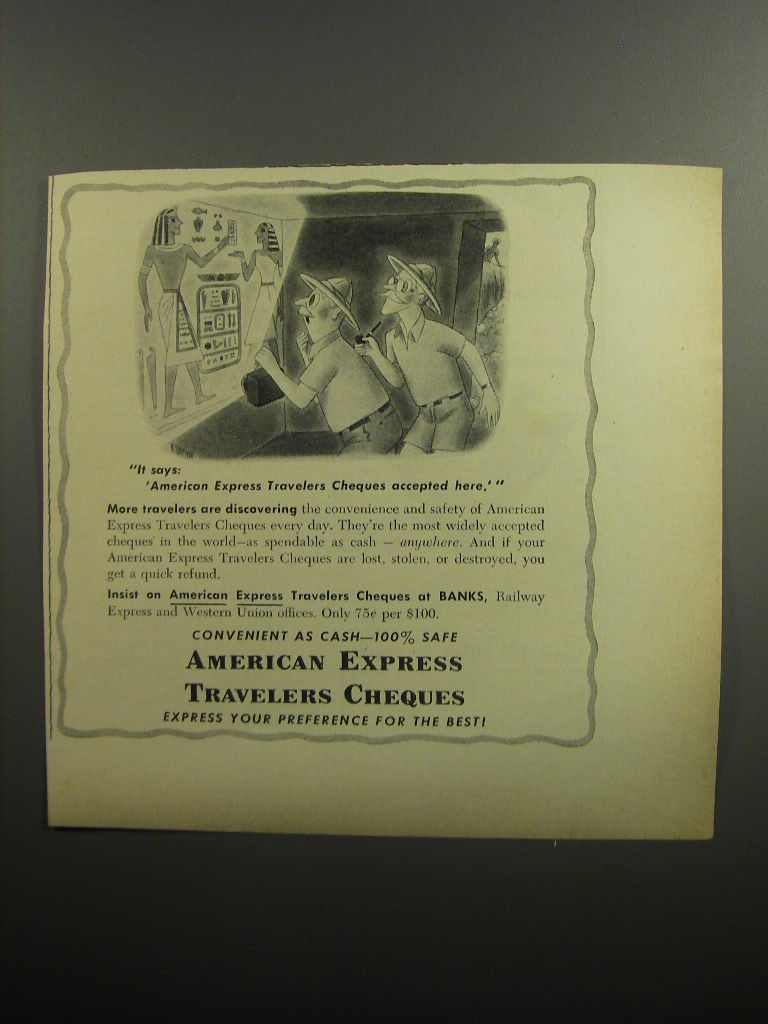 "It says:
'American Express Travelers Cheques accepted here.' "
More travelers are discovering the convenience and safety of American
Express Travelers Cheques every day. They're the most widely accepted
cheques in the world—as spendable as cash — anywhere. And if your
American Express Travelers Cheques are lost, stolen, or destroyed, you
get a quick refund.
Insist on American Express Travelers Cheques at BANKS, Railway
Express and Western Union offices. Only 75¢ per $100.
CONVENIENT AS CASH—100% SAFE
AMERICAN EXPRESS
TRAVELERS CHEQUES
EXPRESS YOUR PREFERENCE FOR THE BEST!